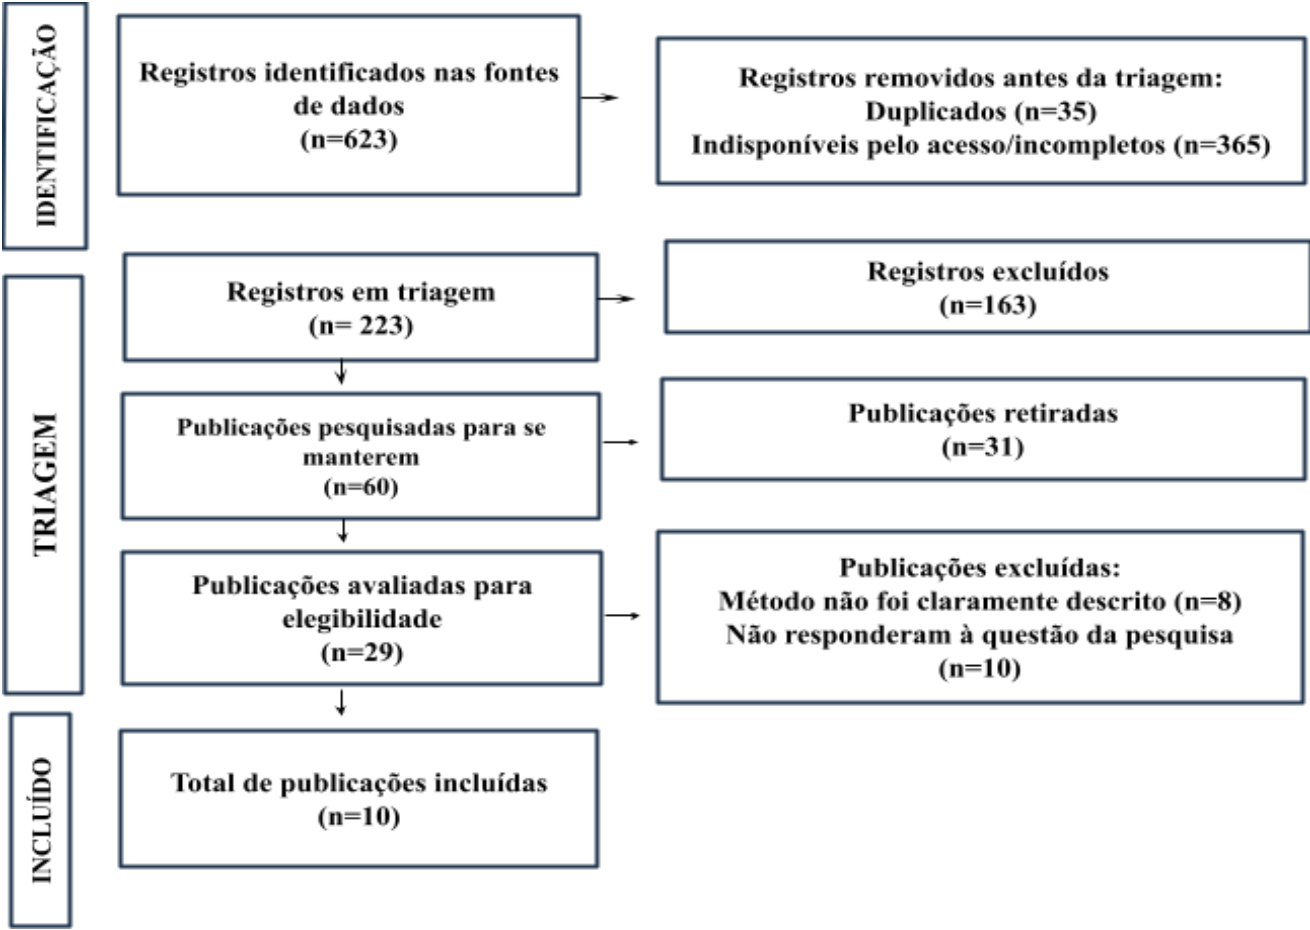 IDENTIFICAÇÃO
Registros identificados nas fontes
de dados
(n=623)
Registros removidos antes da triagem:
Duplicados (n=35)
Indisponíveis pelo acesso/incompletos (n=365)
TRIAGEM
Registros em triagem
(n= 223)
Registros excluídos
(n=163)
Publicações pesquisadas para se
manterem
(n=60)
Publicações retiradas
(n=31)
Publicações avaliadas para
elegibilidade
(n=29)
Publicações excluídas:
Método não foi claramente descrito (n=8)
Não responderam à questão da pesquisa
(n=10)
INCLUÍDO
Total de publicações incluídas
(n=10)